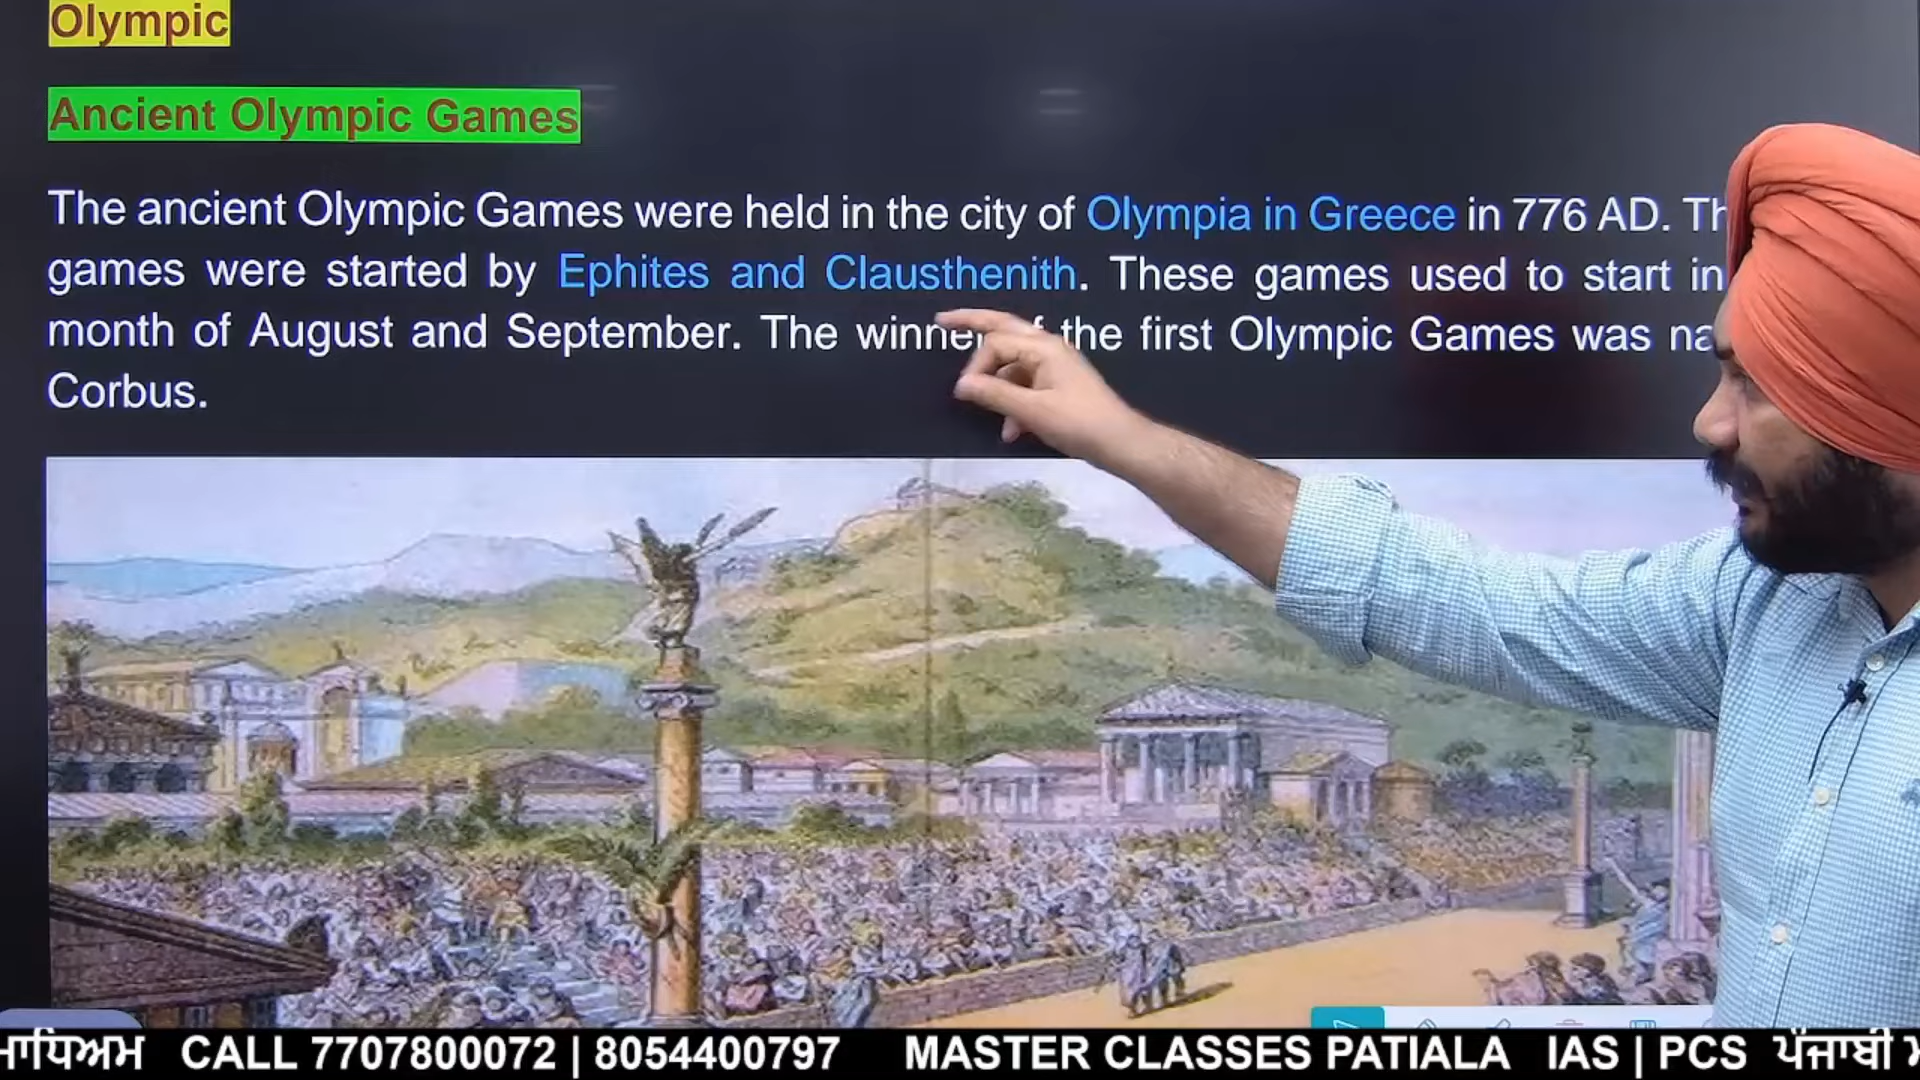 Olympic
Ancient Olympic Games
The ancient Olympic Games were held in the city of Olympia in Greece in 776 AD.
games were started by Ephites and Clausthenith. These games used to start in
month of August and September. The winner the first Olympic Games was
Corbus.
CALL 7707800072 | 8054400797 MASTER CLASSES PATIALA IAS | PCS ਪੰਜਾਬੀ